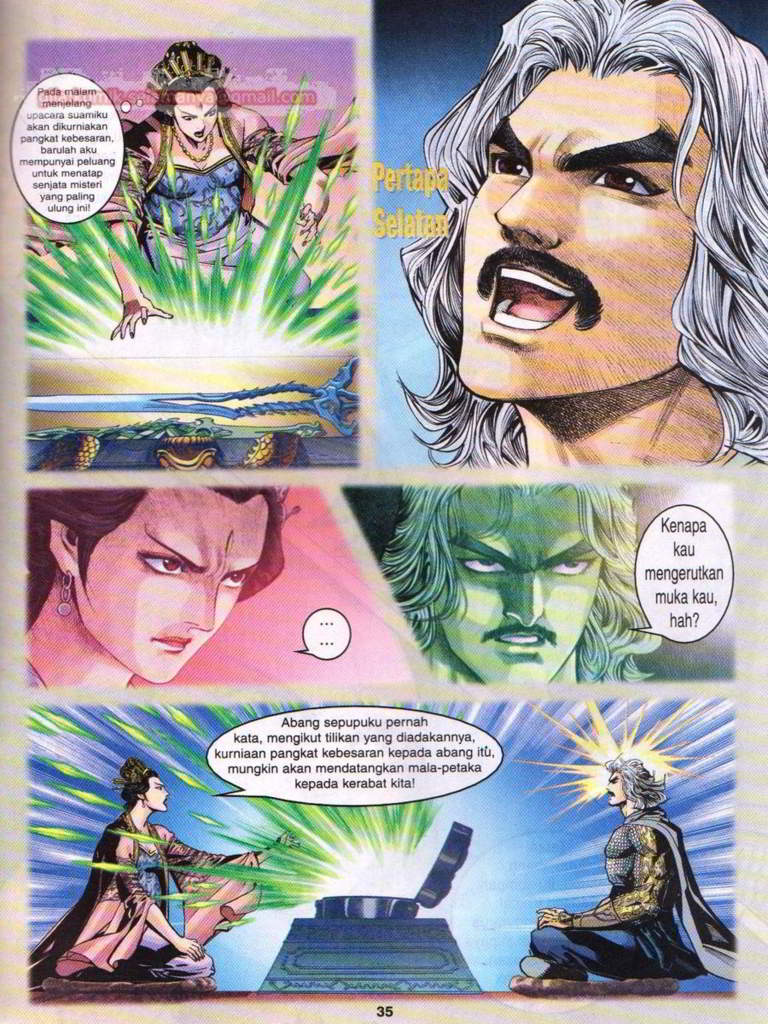 Pada malam
menjelang
upacara suamiku
akan dikurniakan
pangkat kebesaran,
barulah aku
mempunyai peluang
untuk menatap
senjata misteri
yang paling
ulung ini!
Pertapa
Selatan
...
...
Kenapa
kau
mengerutkan
muka kau,
hah?
Abang sepupuku pernah
kata, mengikut tilikan yang diadakannya,
kurniaan pangkat kebesaran kepada abang itu,
mungkin akan mendatangkan mala-petaka
kepada kerabat kita!
35